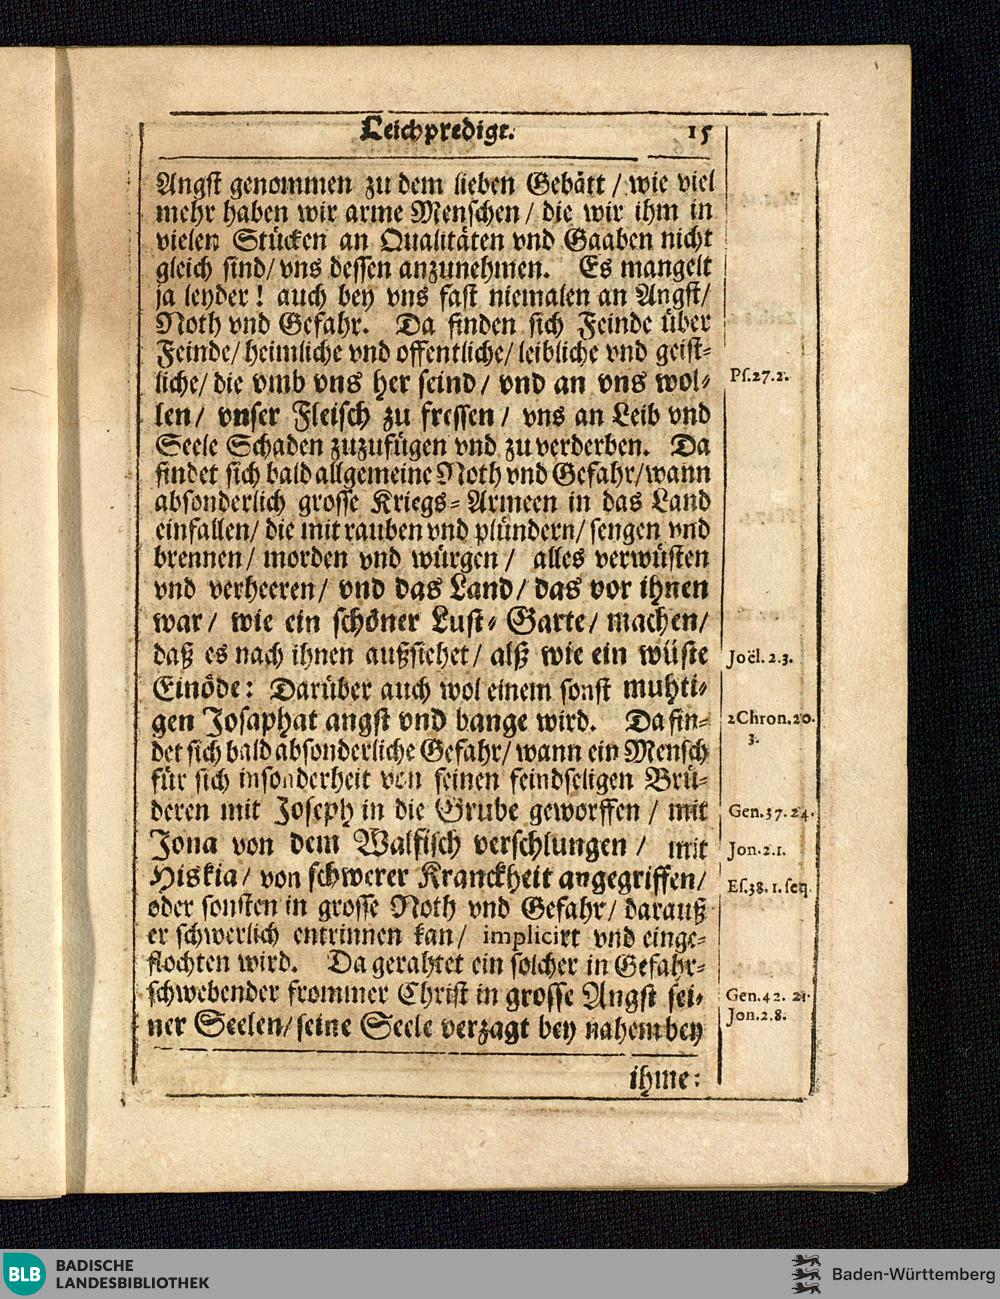 Leichpredigt. 15
Angst genommen zu dem lieben Gebätt / wie viel
mehr haben wir arme Menschen / die wir ihm in
vielen Stücken an Qualitäten vnd Gaaben nicht
gleich sind/ vns dessen anzunehmen. Es mangelt
ja leyder! auch bey vns fast niemalen an Angst/
Noth vnd Gefahr. Da finden sich Feinde über
Feinde/ heimliche vnd offentliche/ leibliche vnd geist-
liche/ die vmb vns her seind / vnd an vns wol-
len/ vnser Fleisch zu fressen / vns an Leib vnd
Seele Schaden zuzufügen vnd zu verderben. Da
findet sich bald allgemeine Noth vnd Gefahr/wann
absonderlich grosse Kriegs-Armeen in das Land
einfallen/ die mit rauben vnd plündern/ sengen vnd
brennen/ morden vnd würgen / alles verwüsten
vnd verheeren/ vnd das Land/ das vor ihnen
war/ wie ein schöner Lust-Garte/ machen/
daß es nach ihnen außsiehet/ alß wie ein wüste
Einöde: Darüber auch wol einem sonst muhti-
gen Josaphat angst vnd bange wird. Da fin-
det sich bald absonderliche Gefahr/ wann ein Mensch
für sich insonderheit von seinen feindseligen Brü-
deren mit Joseph in die Grube geworffen / mit
Jona von dem Walfisch verschlungen / mit
Hiskia/ von schwerer Kranckheit angegriffen/
oder sonsten in grosse Noth vnd Gefahr/ darauß
er schwerlich entrinnen kan/ implicirt vnd einge-
flochten wird. Da gerahtet ein solcher in Gefahr-
schwebender frommer Christ in grosse Angst sei-
ner Seelen/ seine Seele verzagt bey nahem bey
ihme:
Ps.27.2.
Joël.2.3.
2Chron.20.
3.
Gen.37.24.
Jon.2.1.
Es.38.1.seq.
Gen.42.21.
Jon.2.8.
BLB
BADISCHE
LANDESBIBLIOTHEK
Baden-Württemberg